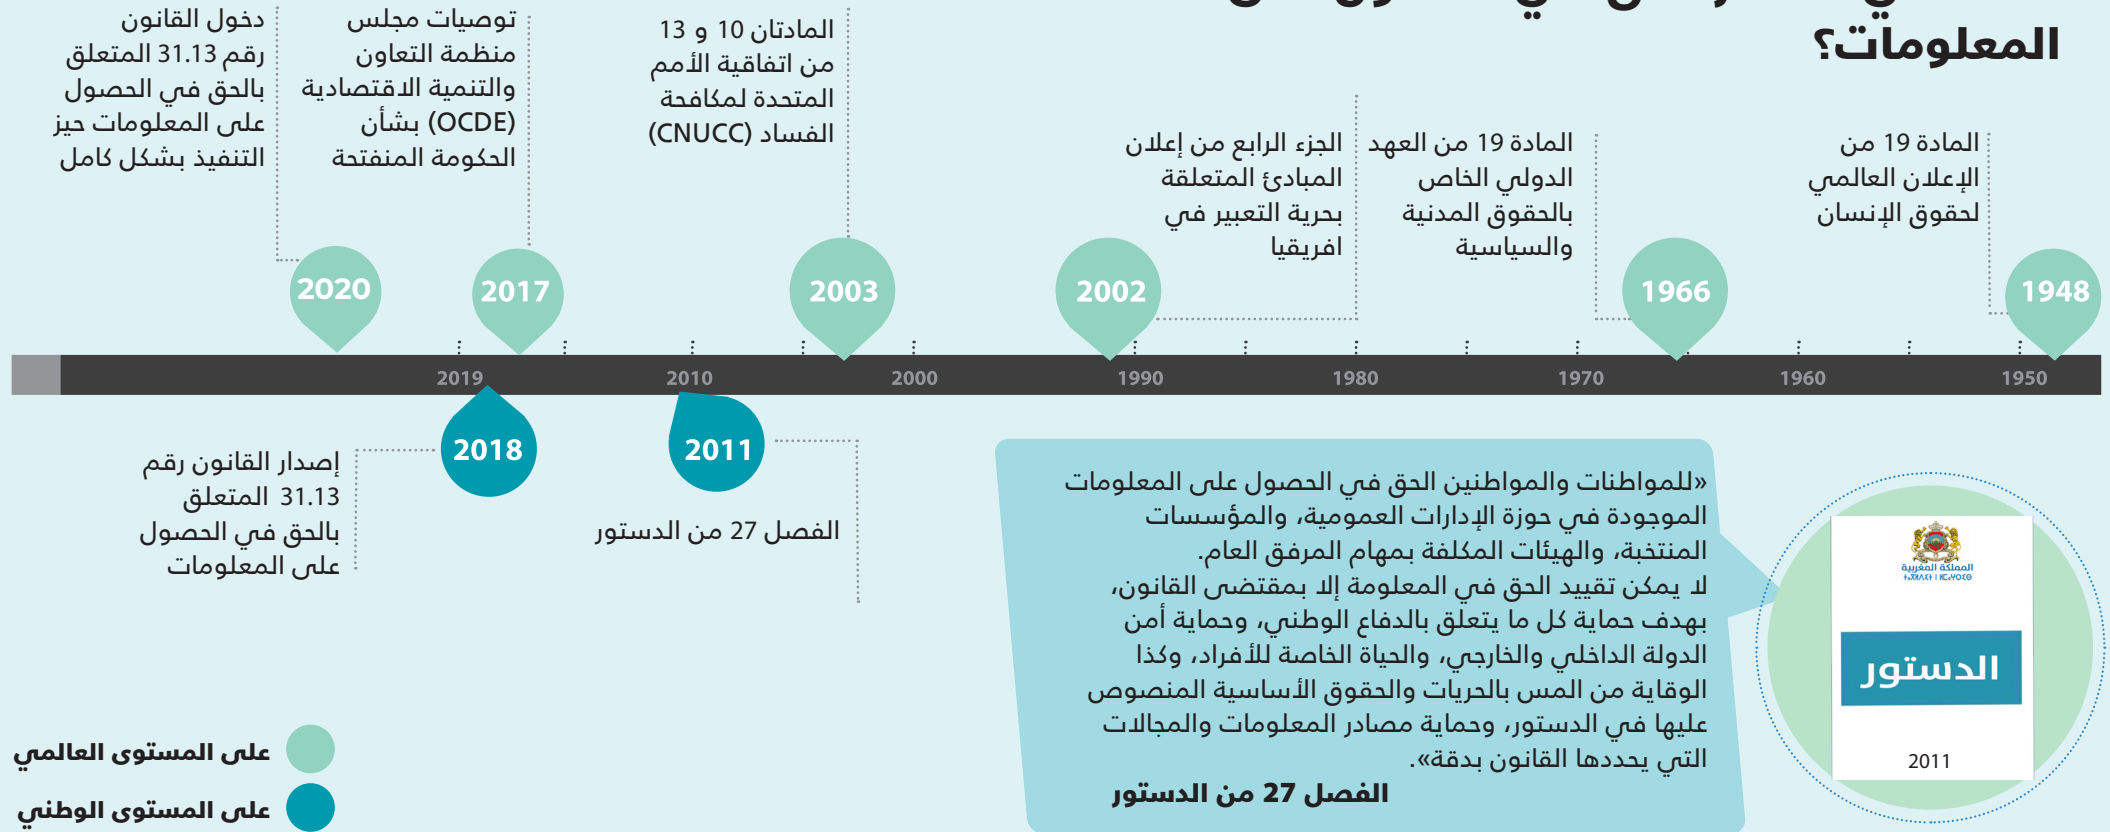 المعلومات؟
المادة 19 من
الإعلان العالمي
لحقوق الإنسان
المادة 19 من العهد
الدولي الخاص
بالحقوق المدنية
والسياسية
الجزء الرابع من إعلان
المبادئ المتعلقة
بحرية التعبير في
افريقيا
المادتان 10 و 13
من اتفاقية الأمم
المتحدة لمكافحة
الفساد (CNUCC)
توصيات مجلس
منظمة التعاون
والتنمية الاقتصادية
(OCDE) بشأن
الحكومة المنفتحة
دخول القانون
رقم 31.13 المتعلق
بالحق في الحصول
على المعلومات حيز
التنفيذ بشكل كامل
1948
1966
2002
2003
2017
2020
1950
1960
1970
1980
1990
2000
2010
2019
2011
2018
الفصل 27 من الدستور
إصدار القانون رقم
31.13 المتعلق
بالحق في الحصول
على المعلومات
«للمواطنات والمواطنين الحق في الحصول على المعلومات
الموجودة في حوزة الإدارات العمومية، والمؤسسات
المنتخبة، والهيئات المكلفة بمهام المرفق العام.
لا يمكن تقييد الحق في المعلومة إلا بمقتضى القانون،
بهدف حماية كل ما يتعلق بالدفاع الوطني، وحماية أمن
الدولة الداخلي والخارجي، والحياة الخاصة للأفراد، وكذا
الوقاية من المس بالحريات والحقوق الأساسية المنصوص
عليها في الدستور، وحماية مصادر المعلومات والمجالات
التي يحددها القانون بدقة».
الفصل 27 من الدستور
المملكة المغربية
الدستور
2011
على المستوى العالمي
على المستوى الوطني